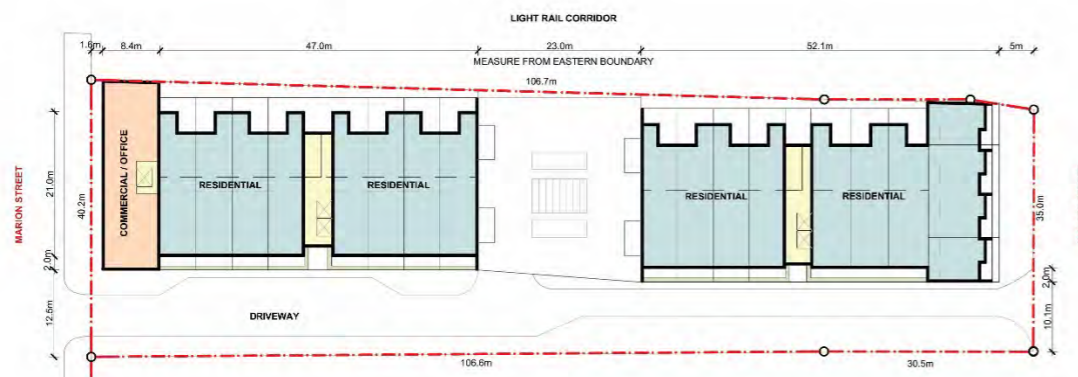 LIGHT RAIL CORRIDOR
1.6m
8.4m
47.0m
23.0m
52.1m
5m
MEASURE FROM EASTERN BOUNDARY
106.7m
MARION STREET
40.2m
21.0m
2.0m
12.5m
COMMERCIAL / OFFICE
RESIDENTIAL
RESIDENTIAL
RESIDENTIAL
RESIDENTIAL
35.0m
2.0m
10.1m
DRIVEWAY
106.6m
30.5m